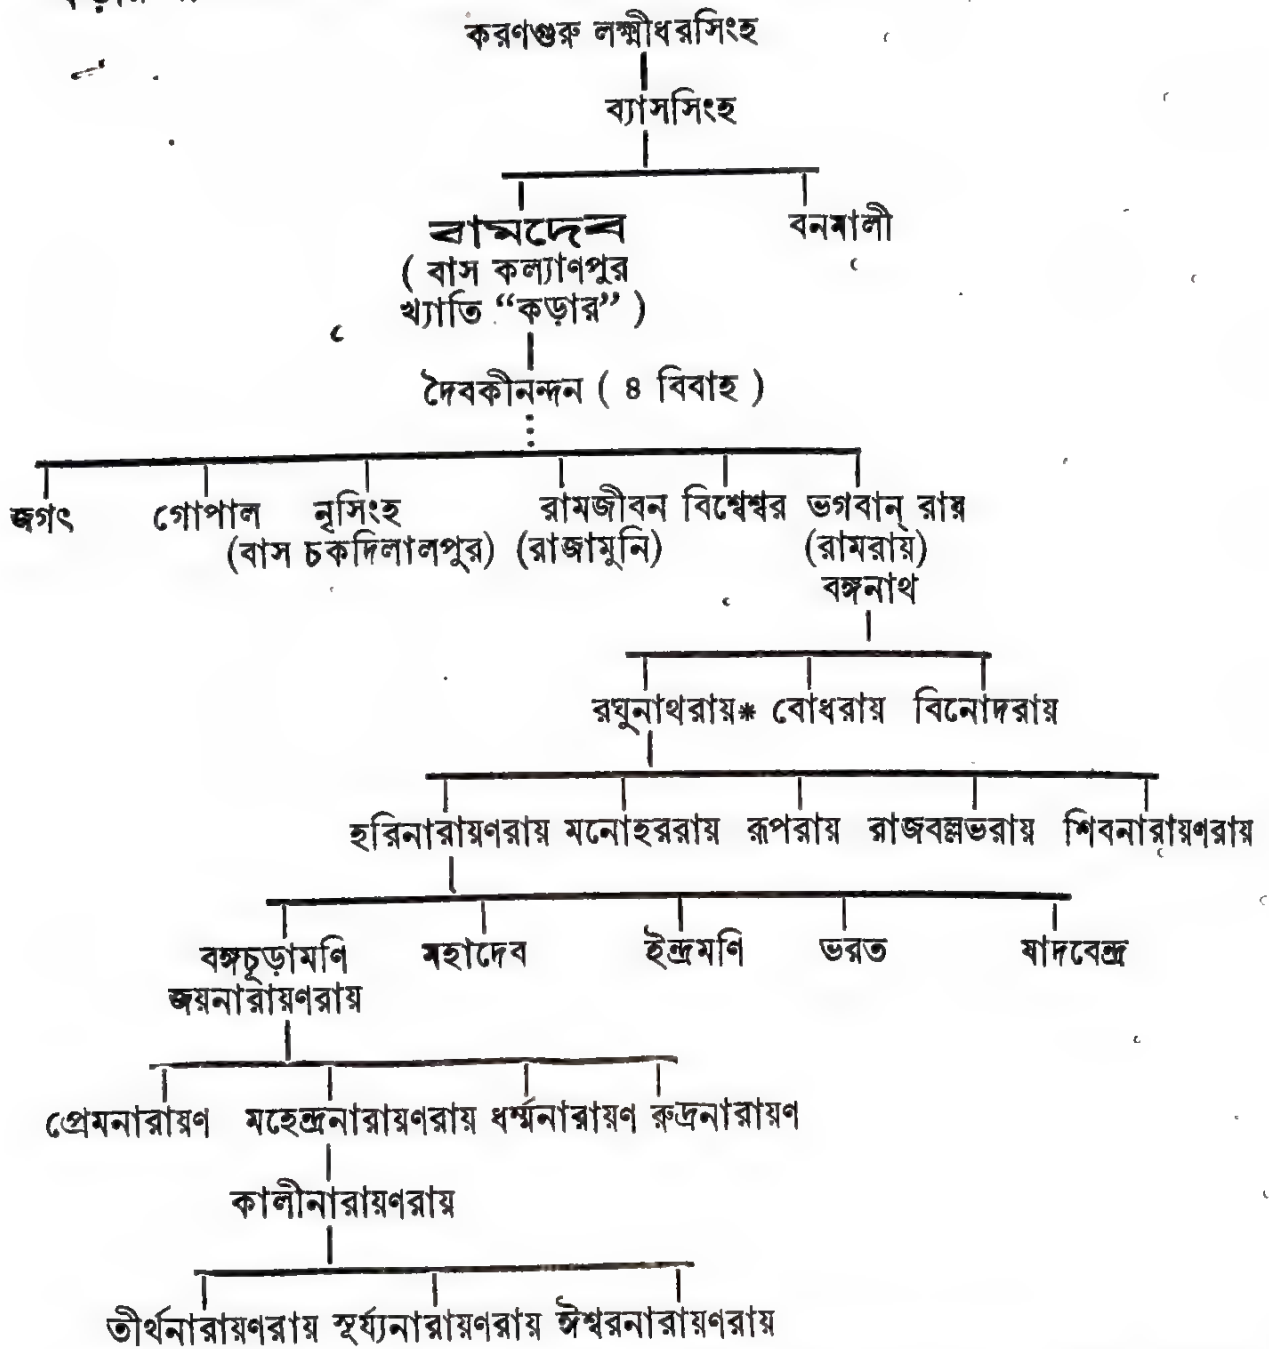 করণগুরু লক্ষ্মীধরসিংহ
ব্যাসসিংহ
বামদেব বনমালী
( বাস কল্যাণপুর
খ্যাতি “কড়ার” )
দৈবকীনন্দন ( ৪ বিবাহ )
জগৎ গোপাল নৃসিংহ রামজীবন বিশ্বেশ্বর ভগবান্ রায়
(বাস চকদিলালপুর) (রাজামুনি) (রামরায়)
বঙ্গনাথ
রঘুনাথরায়* বোধরায় বিনোদরায়
হরিনারায়ণরায় মনোহররায় রূপরায় রাজবল্লভরায় শিবনারায়ণরায়
বঙ্গচূড়ামণি মহাদেব ইন্দ্রমণি ভরত যাদবেন্দ্র
জয়নারায়ণরায়
প্রেমনারায়ণ মহেন্দ্রনারায়ণরায় ধর্ম্মনারায়ণ রুদ্রনারায়ণ
কালীনারায়ণরায়
তীর্থনারায়ণরায় সূর্য্যনারায়ণরায় ঈশ্বরনারায়ণরায়